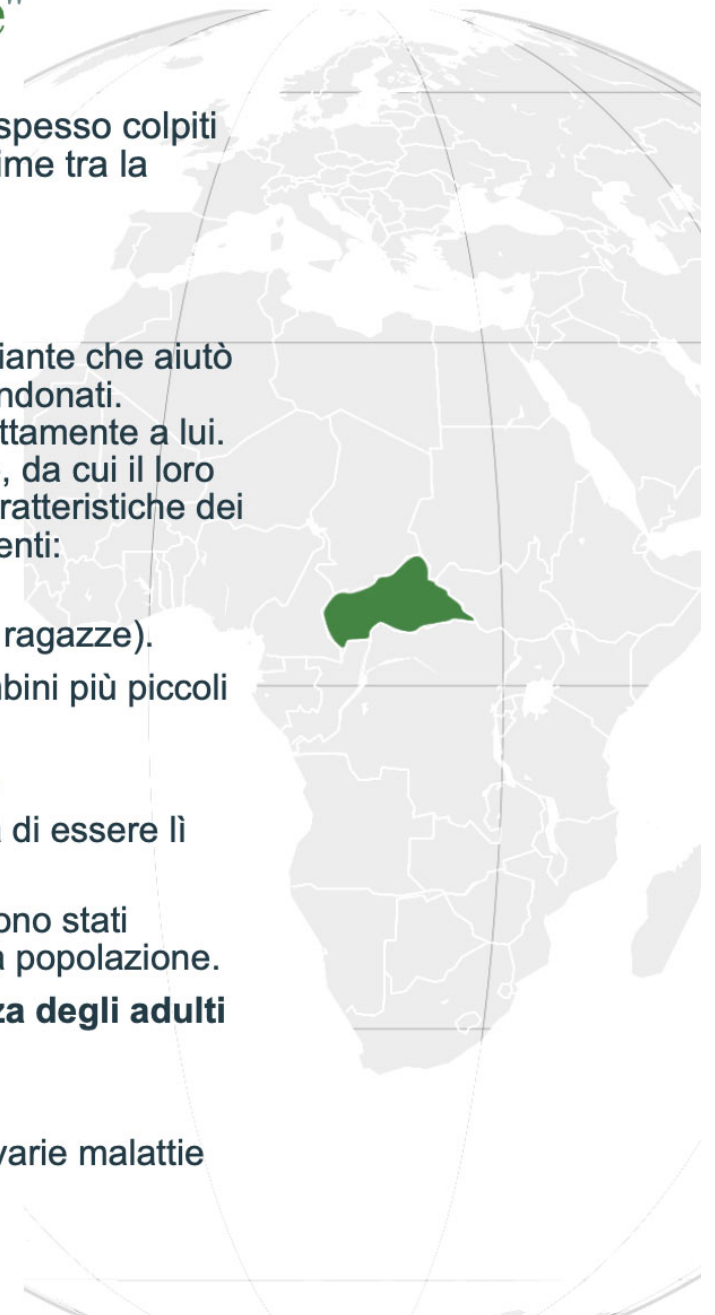 e"
spesso colpiti
ime tra la
iante che aiutò
ndonati.
ttamente a lui.
, da cui il loro
ratteristiche dei
enti:
ragazze).
bini più piccoli
a di essere lì
ono stati
a popolazione.
za degli adulti
varie malattie